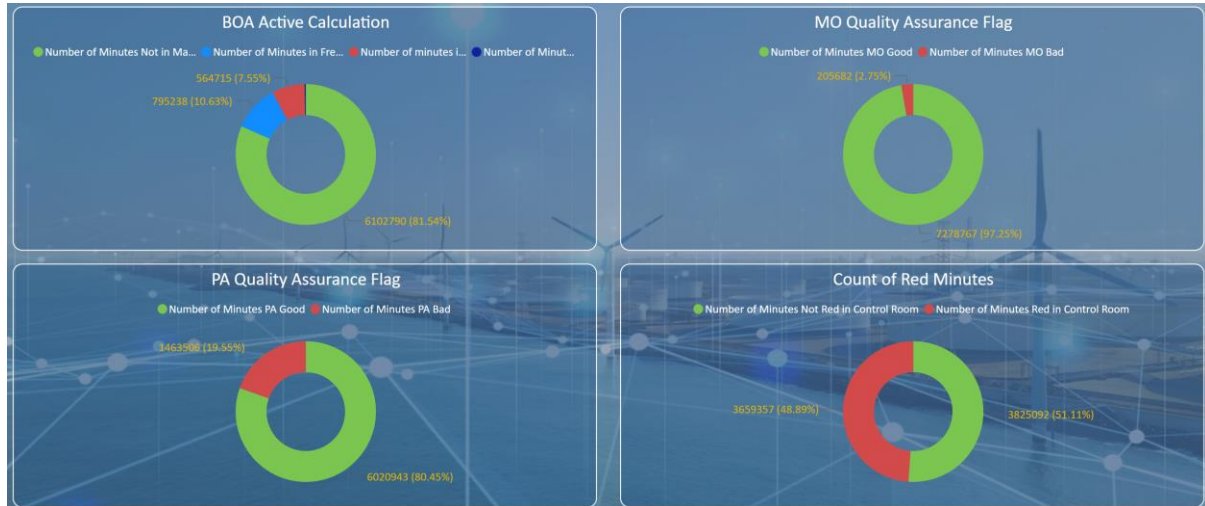 BOA Active Calculation
Number of Minutes Not in Ma... Number of Minutes in Fre... Number of minutes i... Number of Minut...
564715 (7.55%)
795238 (10.63%)
6102790 (81.54%)
MO Quality Assurance Flag
Number of Minutes MO Good Number of Minutes MO Bad
205682 (2.75%)
7278767 (97.25%)
PA Quality Assurance Flag
Number of Minutes PA Good Number of Minutes PA Bad
1463506 (19.55%)
6020943 (80.45%)
Count of Red Minutes
Number of Minutes Not Red in Control Room Number of Minutes Red in Control Room
3659357 (48.89%)
3825092 (51.11%)